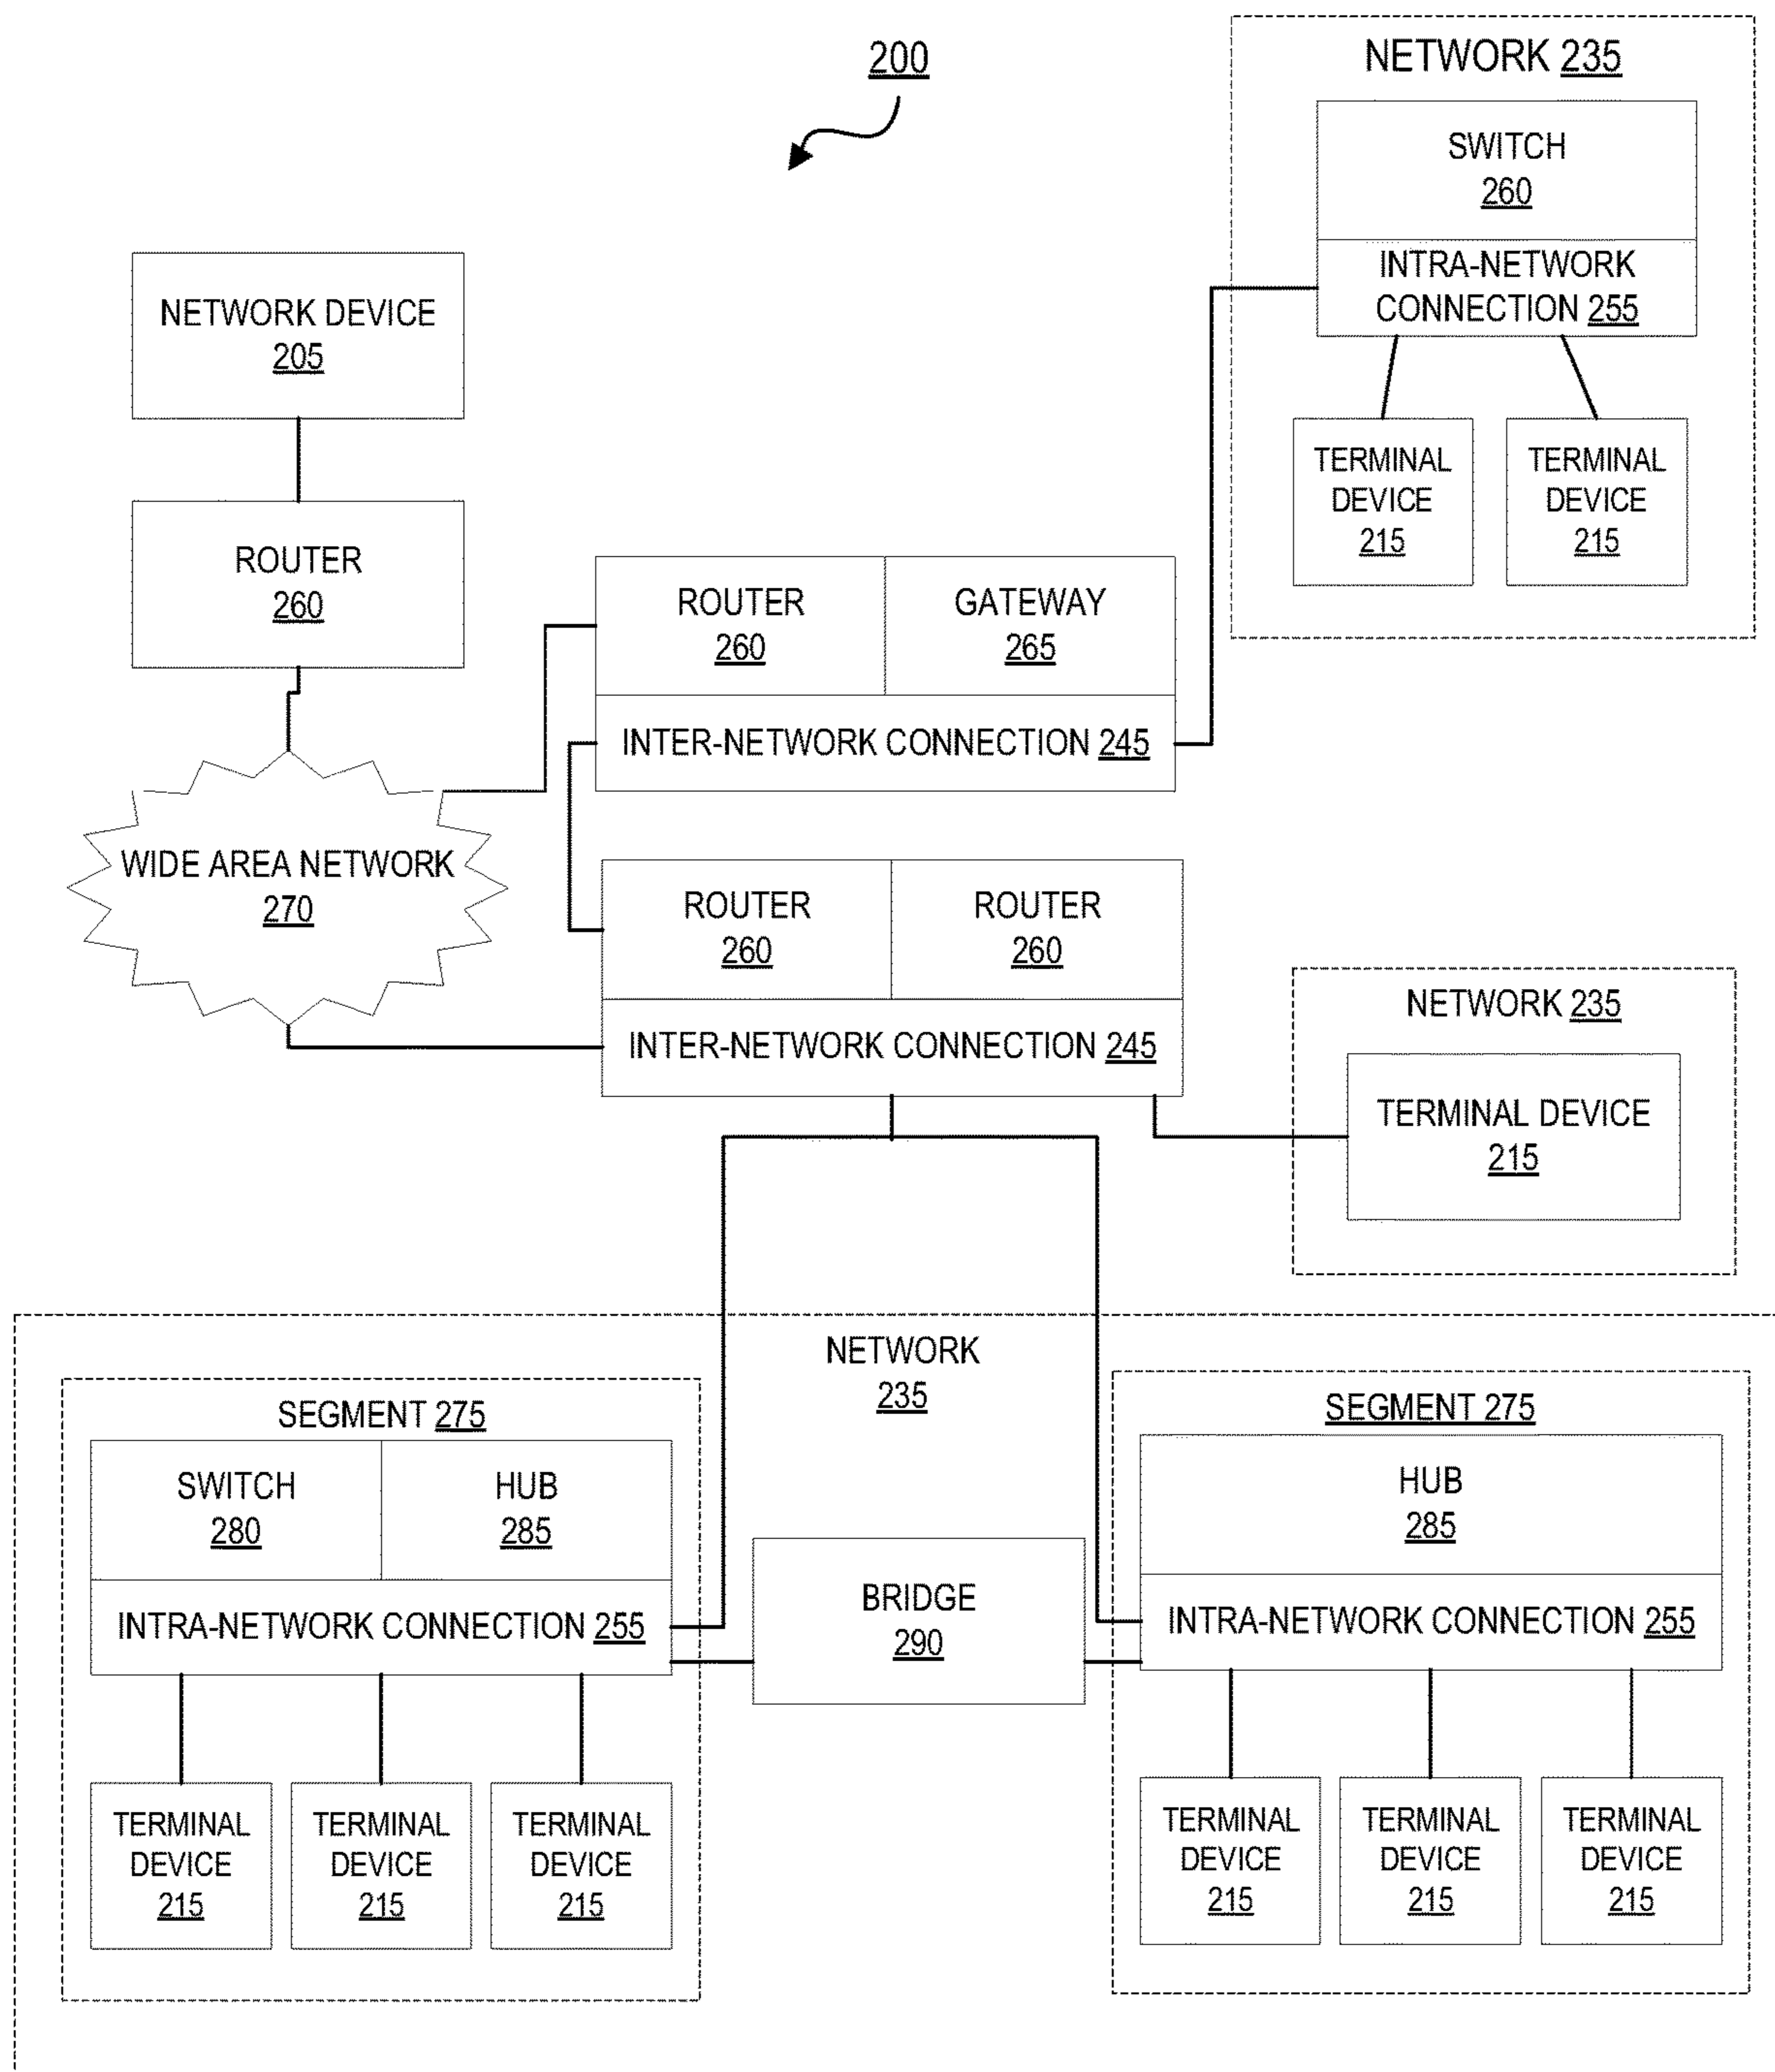 200
NETWORK 235
SWITCH
260
INTRA-NETWORK
CONNECTION 255
TERMINAL
DEVICE
215
TERMINAL
DEVICE
215
NETWORK DEVICE
205
ROUTER
260
ROUTER
260
GATEWAY
265
INTER-NETWORK CONNECTION 245
WIDE AREA NETWORK
270
ROUTER
260
ROUTER
260
INTER-NETWORK CONNECTION 245
NETWORK 235
TERMINAL DEVICE
215
NETWORK
235
SEGMENT 275
SWITCH
280
HUB
285
INTRA-NETWORK CONNECTION 255
TERMINAL
DEVICE
215
TERMINAL
DEVICE
215
TERMINAL
DEVICE
215
BRIDGE
290
SEGMENT 275
HUB
285
INTRA-NETWORK CONNECTION 255
TERMINAL
DEVICE
215
TERMINAL
DEVICE
215
TERMINAL
DEVICE
215